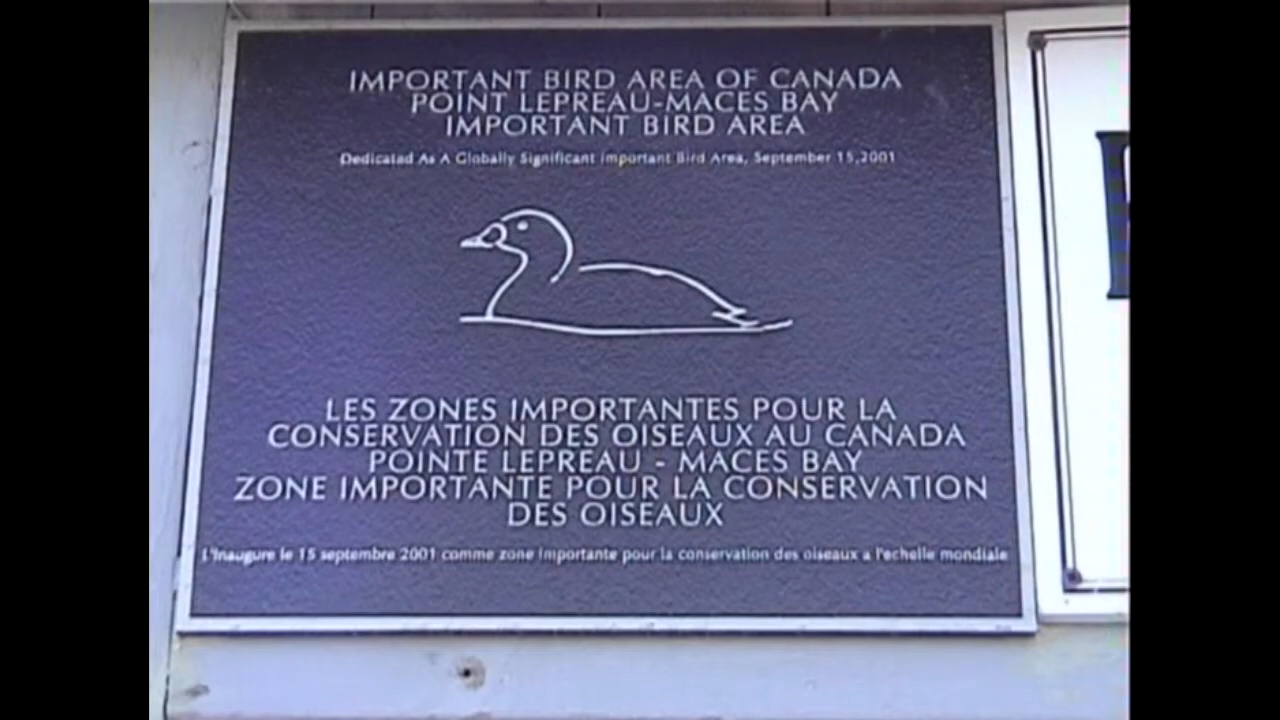 IMPORTANT BIRD AREA OF CANADA
POINT LEPREAU-MACES BAY
IMPORTANT BIRD AREA
Dedicated As A Globally Significant Important Bird Area, September 15,2001
LES ZONES IMPORTANTES POUR LA
CONSERVATION DES OISEAUX AU CANADA
POINTE LEPREAU - MACES BAY
ZONE IMPORTANTE POUR LA CONSERVATION
DES OISEAUX
L'Inaugure le 15 septembre 2001 comme zone importante pour la conservation des oiseaux a l'echelle mondiale